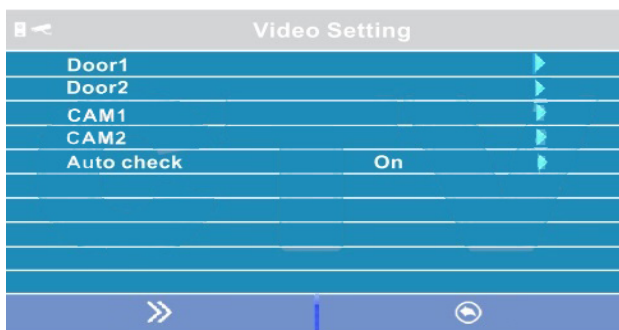 Video Setting
Door1
Door2
CAM1
CAM2
Auto check On